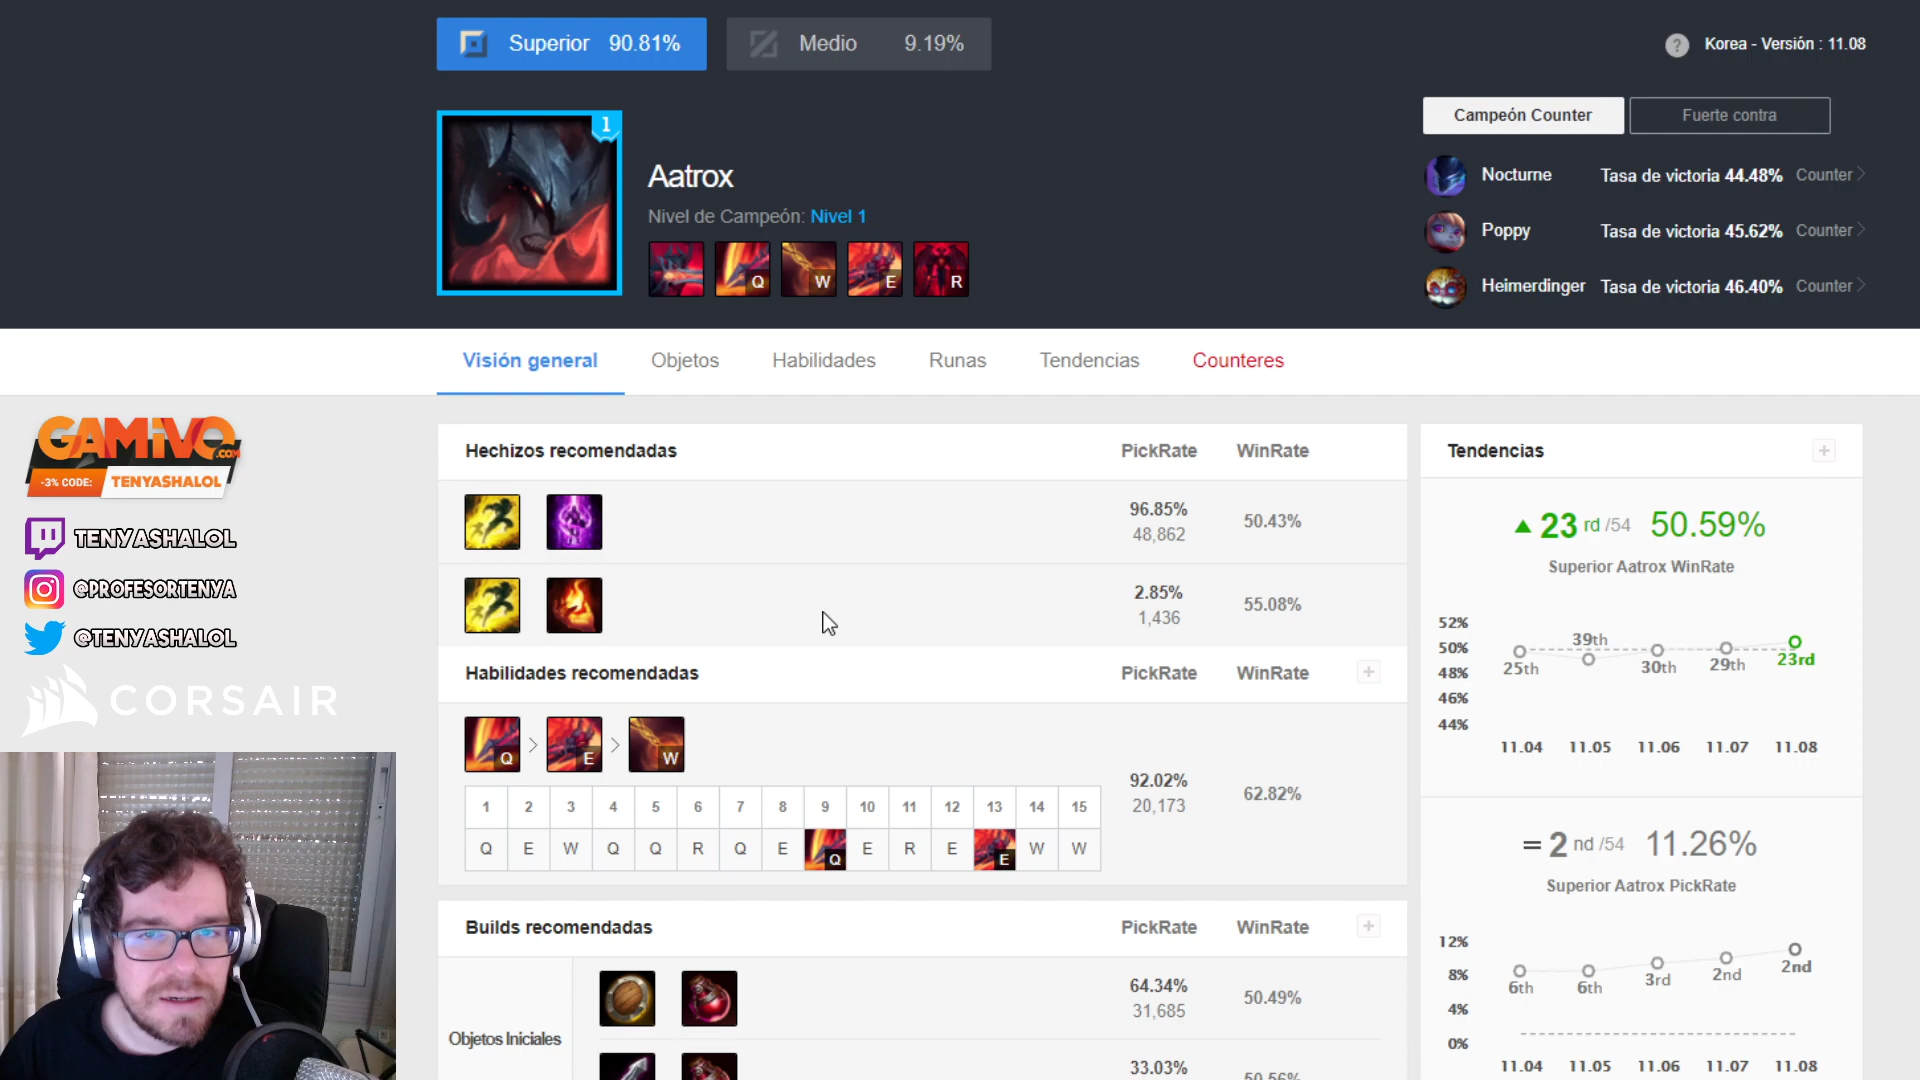 Superior 90.81%
Medio 9.19%
? Korea - Versión : 11.08
Campeón Counter
Fuerte contra
1
Aatrox
Nivel de Campeón: Nivel 1
Q W E R
Nocturne Tasa de victoria 44.48% Counter
Poppy Tasa de victoria 45.62% Counter
Heimerdinger Tasa de victoria 46.40% Counter
Visión general Objetos Habilidades Runas Tendencias Counteres
GAMIVO.COM
-3% CODE: TENYASHALOL
TENYASHALOL
@PROFESORTENYA
@TENYASHALOL
CORSAIR
Hechizos recomendadas PickRate WinRate
96.85%
48,862
50.43%
2.85%
1,436
55.08%
Habilidades recomendadas PickRate WinRate +
Q > E > W
1 2 3 4 5 6 7 8 9 10 11 12 13 14 15
Q E W Q Q R Q E Q E R E E W W
92.02%
20,173
62.82%
Builds recomendadas PickRate WinRate +
Objetos Iniciales
64.34%
31,685
50.49%
33.03%
50.56%
Tendencias +
23 rd /54 50.59%
Superior Aatrox WinRate
52%
50%
48%
46%
44%
25th 39th 30th 29th 23rd
11.04 11.05 11.06 11.07 11.08
= 2 nd /54 11.26%
Superior Aatrox PickRate
12%
8%
4%
0%
6th 6th 3rd 2nd 2nd
11.04 11.05 11.06 11.07 11.08